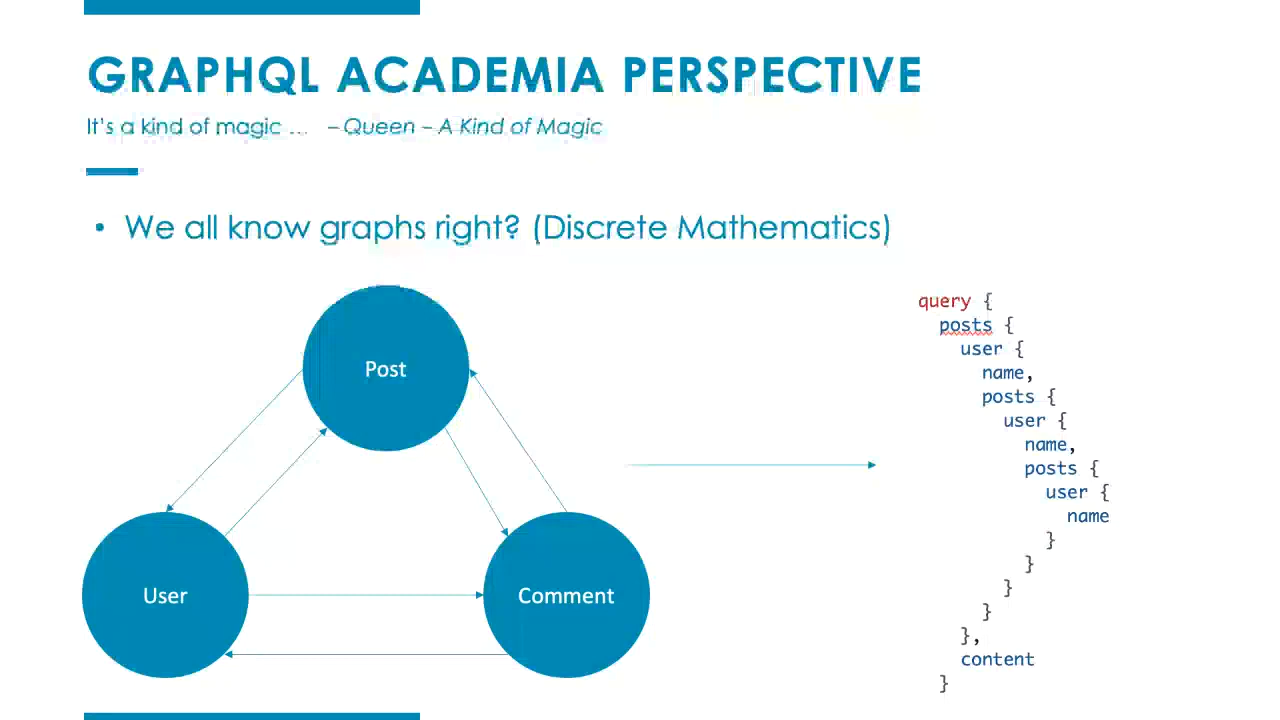 GRAPHQL ACADEMIA PERSPECTIVE
It's a kind of magic ... – Queen – A Kind of Magic
• We all know graphs right? (Discrete Mathematics)
Post
User
Comment
query {
  posts {
    user {
      name,
      posts {
        user {
          name,
          posts {
            user {
              name
            }
          }
        }
      }
    },
    content
  }